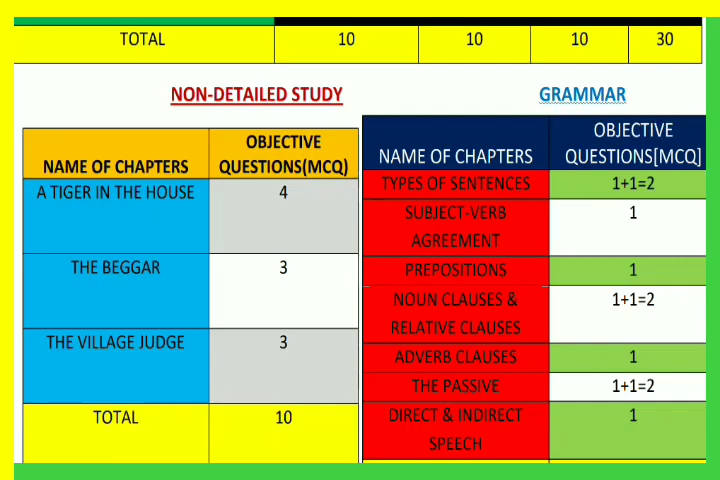 TOTAL 10 10 10 30
NON-DETAILED STUDY
NAME OF CHAPTERS OBJECTIVE QUESTIONS(MCQ)
A TIGER IN THE HOUSE 4
THE BEGGAR 3
THE VILLAGE JUDGE 3
TOTAL 10
GRAMMAR
NAME OF CHAPTERS OBJECTIVE QUESTIONS[MCQ]
TYPES OF SENTENCES 1+1=2
SUBJECT-VERB AGREEMENT 1
PREPOSITIONS 1
NOUN CLAUSES & RELATIVE CLAUSES 1+1=2
ADVERB CLAUSES 1
THE PASSIVE 1+1=2
DIRECT & INDIRECT SPEECH 1